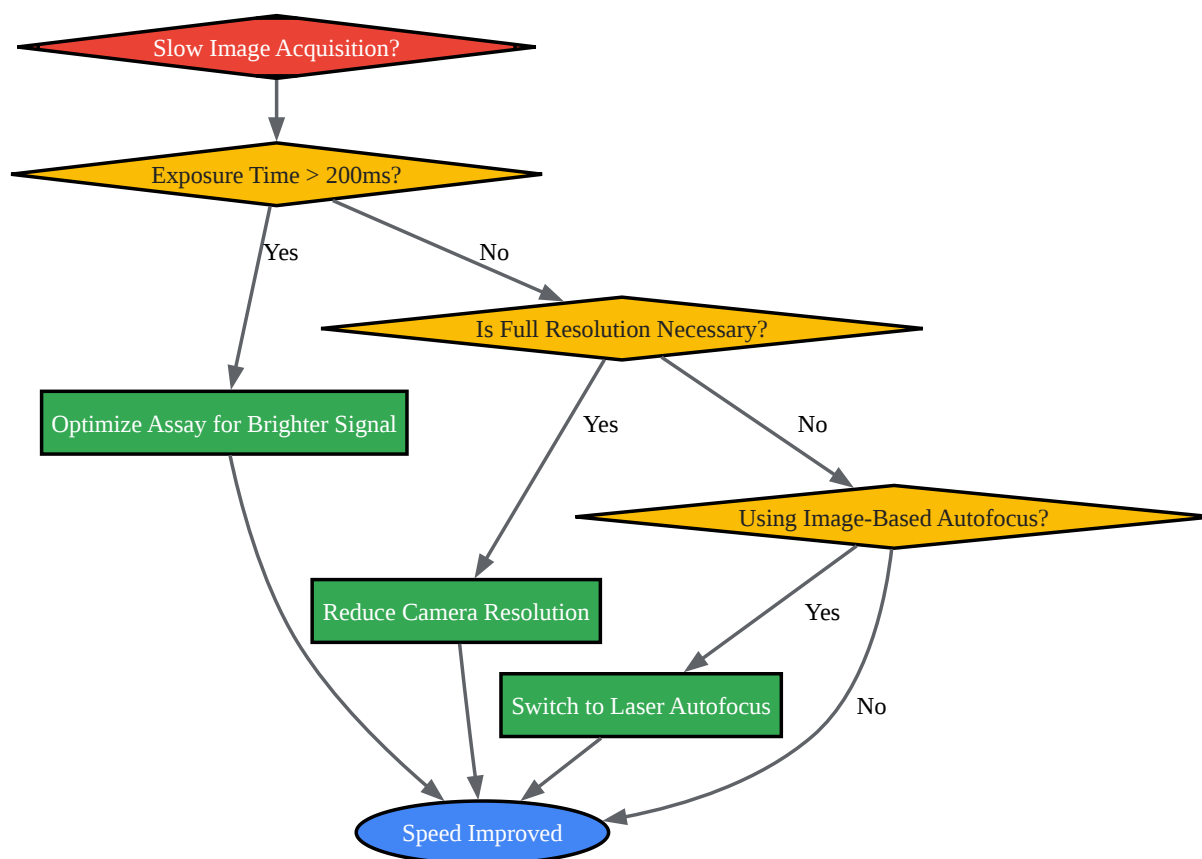 Slow Image Acquisition?
Exposure Time > 200ms?
Yes
No
Is Full Resolution Necessary?
Optimize Assay for Brighter Signal
Yes
No
Using Image-Based Autofocus?
Reduce Camera Resolution
Yes
Switch to Laser Autofocus
No
Speed Improved